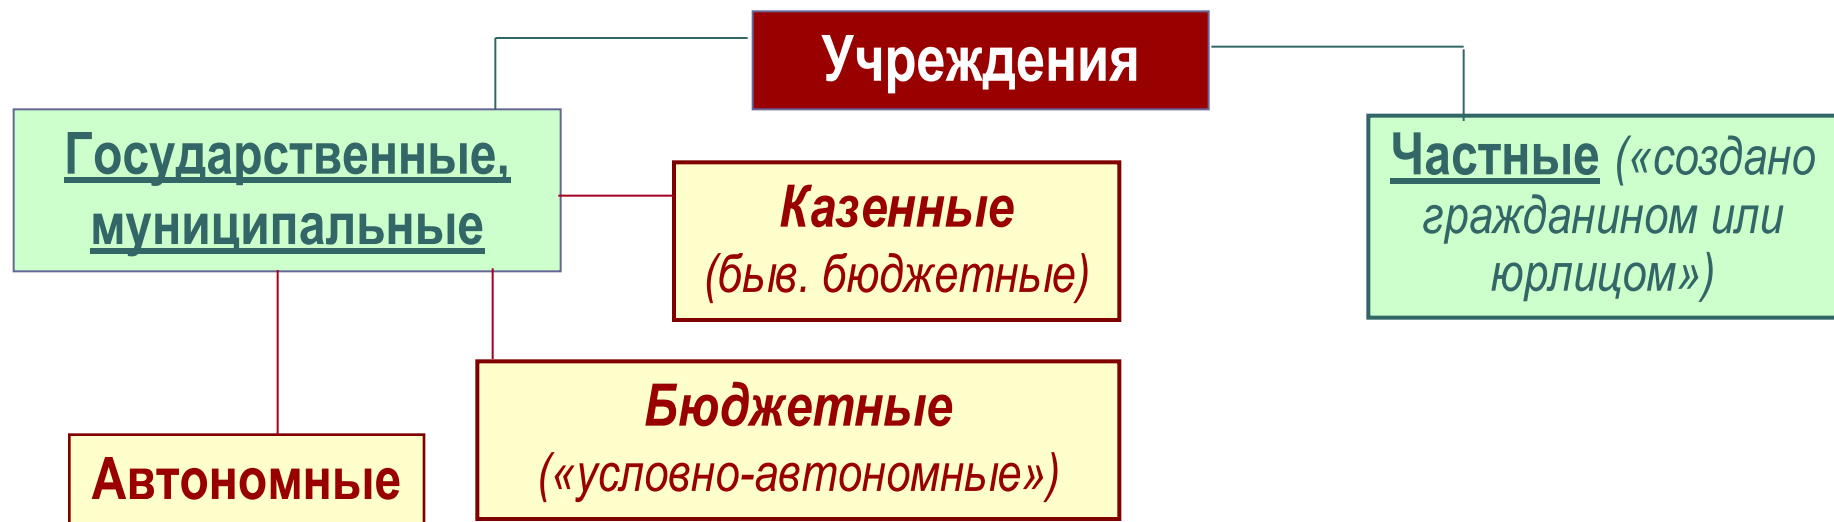 Учреждения
Государственные,
муниципальные
Казенные
(быв. бюджетные)
Частные («создано
гражданином или
юрлицом»)
Бюджетные
(«условно-автономные»)
Автономные